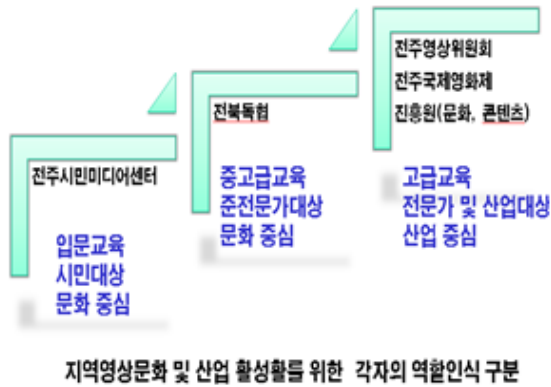 전주시민미디어센터
입문교육
시민대상
문화 중심
전북독협
중고급교육
준전문가대상
문화 중심
전주영상위원회
전주국제영화제
진흥원(문화, 콘텐츠)
고급교육
전문가 및 산업대상
산업 중심
지역영상문화 및 산업 활성활를 위한 각자의 역할인식 구분